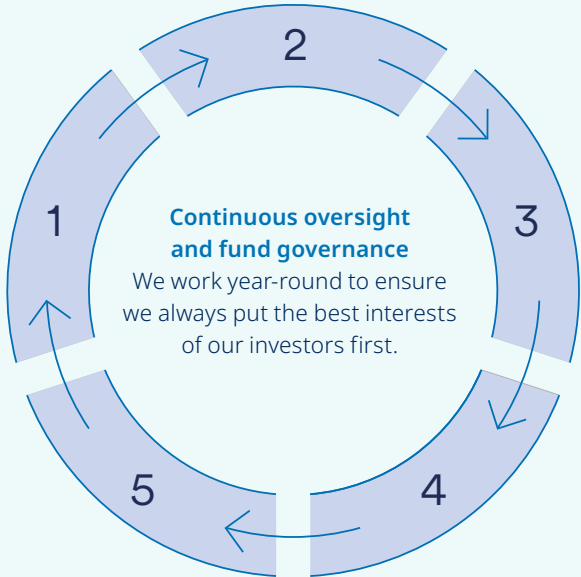 2
1
3
Continuous oversight
and fund governance
We work year-round to ensure
we always put the best interests
of our investors first.
5
4